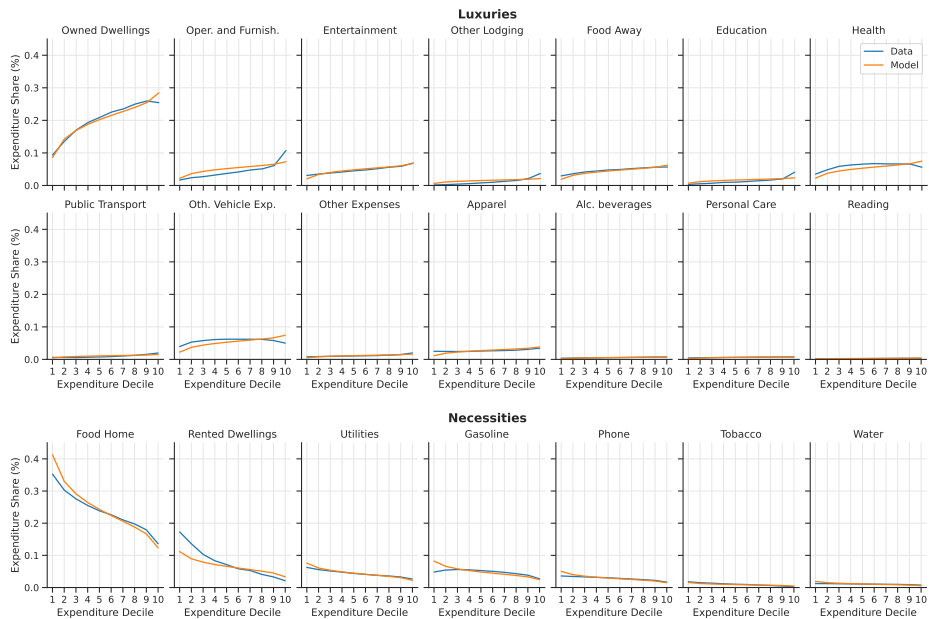 Luxuries
Owned Dwellings Oper. and Furnish. Entertainment Other Lodging Food Away Education Health
Expenditure Share (%)
0.4
0.3
0.2
0.1
0.0
Data
Model
Public Transport Oth. Vehicle Exp. Other Expenses Apparel Alc. beverages Personal Care Reading
Expenditure Share (%)
0.4
0.3
0.2
0.1
0.0
1 2 3 4 5 6 7 8 9 10 1 2 3 4 5 6 7 8 9 10 1 2 3 4 5 6 7 8 9 10 1 2 3 4 5 6 7 8 9 10 1 2 3 4 5 6 7 8 9 10 1 2 3 4 5 6 7 8 9 10 1 2 3 4 5 6 7 8 9 10
Expenditure Decile Expenditure Decile Expenditure Decile Expenditure Decile Expenditure Decile Expenditure Decile Expenditure Decile
Necessities
Food Home Rented Dwellings Utilities Gasoline Phone Tobacco Water
Expenditure Share (%)
0.4
0.3
0.2
0.1
0.0
1 2 3 4 5 6 7 8 9 10 1 2 3 4 5 6 7 8 9 10 1 2 3 4 5 6 7 8 9 10 1 2 3 4 5 6 7 8 9 10 1 2 3 4 5 6 7 8 9 10 1 2 3 4 5 6 7 8 9 10 1 2 3 4 5 6 7 8 9 10
Expenditure Decile Expenditure Decile Expenditure Decile Expenditure Decile Expenditure Decile Expenditure Decile Expenditure Decile